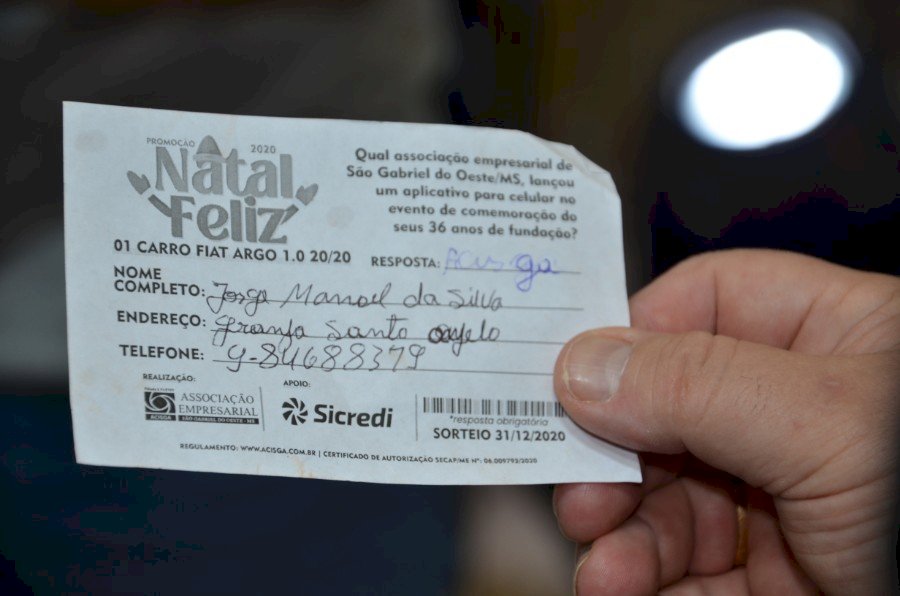 PROMOÇÃO 2020
Natal
Feliz
Qual associação empresarial de
São Gabriel do Oeste/MS, lançou
um aplicativo para celular no
evento de comemoração do
seus 36 anos de fundação?
01 CARRO FIAT ARGO 1.0 20/20
RESPOSTA: Acisga
NOME
COMPLETO: Jorge Manoel da Silva
ENDEREÇO: Granja Santo angelo
TELEFONE: 9-84688379
REALIZAÇÃO:
APOIO:
ACISGA
ASSOCIAÇÃO
EMPRESARIAL
SÃO GABRIEL DO OESTE - MS
Sicredi
*resposta obrigatória
SORTEIO 31/12/2020
REGULAMENTO: WWW.ACISGA.COM.BR | CERTIFICADO DE AUTORIZAÇÃO SECAP/ME Nº: 06.009792/2020